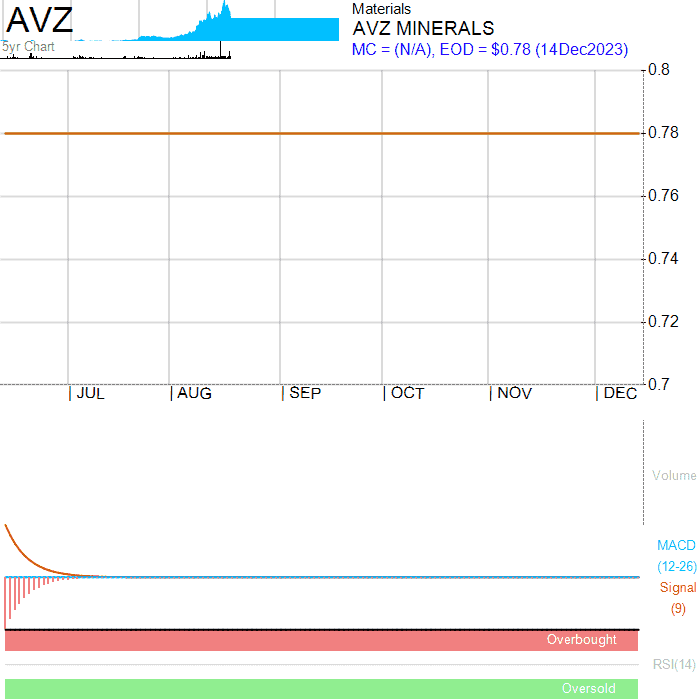 AVZ
5yr Chart
Materials
AVZ MINERALS
MC = (N/A), EOD = $0.78 (14Dec2023)
0.8
0.78
0.76
0.74
0.72
0.7
JUL AUG SEP OCT NOV DEC
Volume
MACD
(12-26)
Signal
(9)
Overbought
RSI(14)
Oversold